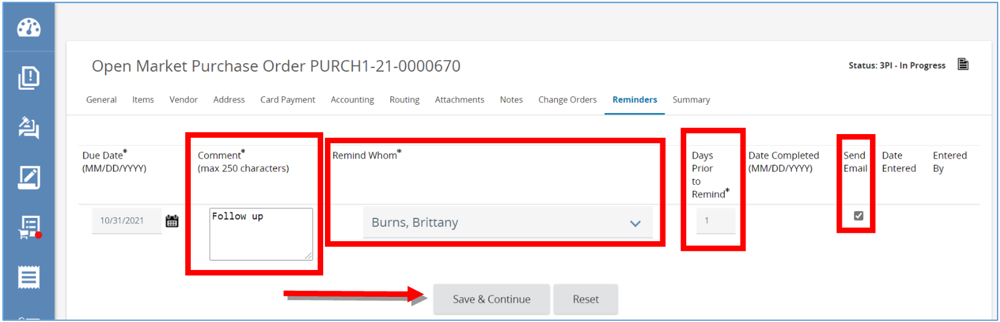 Open Market Purchase Order PURCH1-21-0000670
Status: 3PI - In Progress
General Items Vendor Address Card Payment Accounting Routing Attachments Notes Change Orders Reminders Summary
Due Date*
(MM/DD/YYYY)
Comment*
(max 250 characters)
Remind Whom*
Days
Prior
to
Remind*
Date Completed
(MM/DD/YYYY)
Send
Email
Date
Entered
Entered
By
10/31/2021
Follow up
Burns, Brittany
1
Save & Continue
Reset